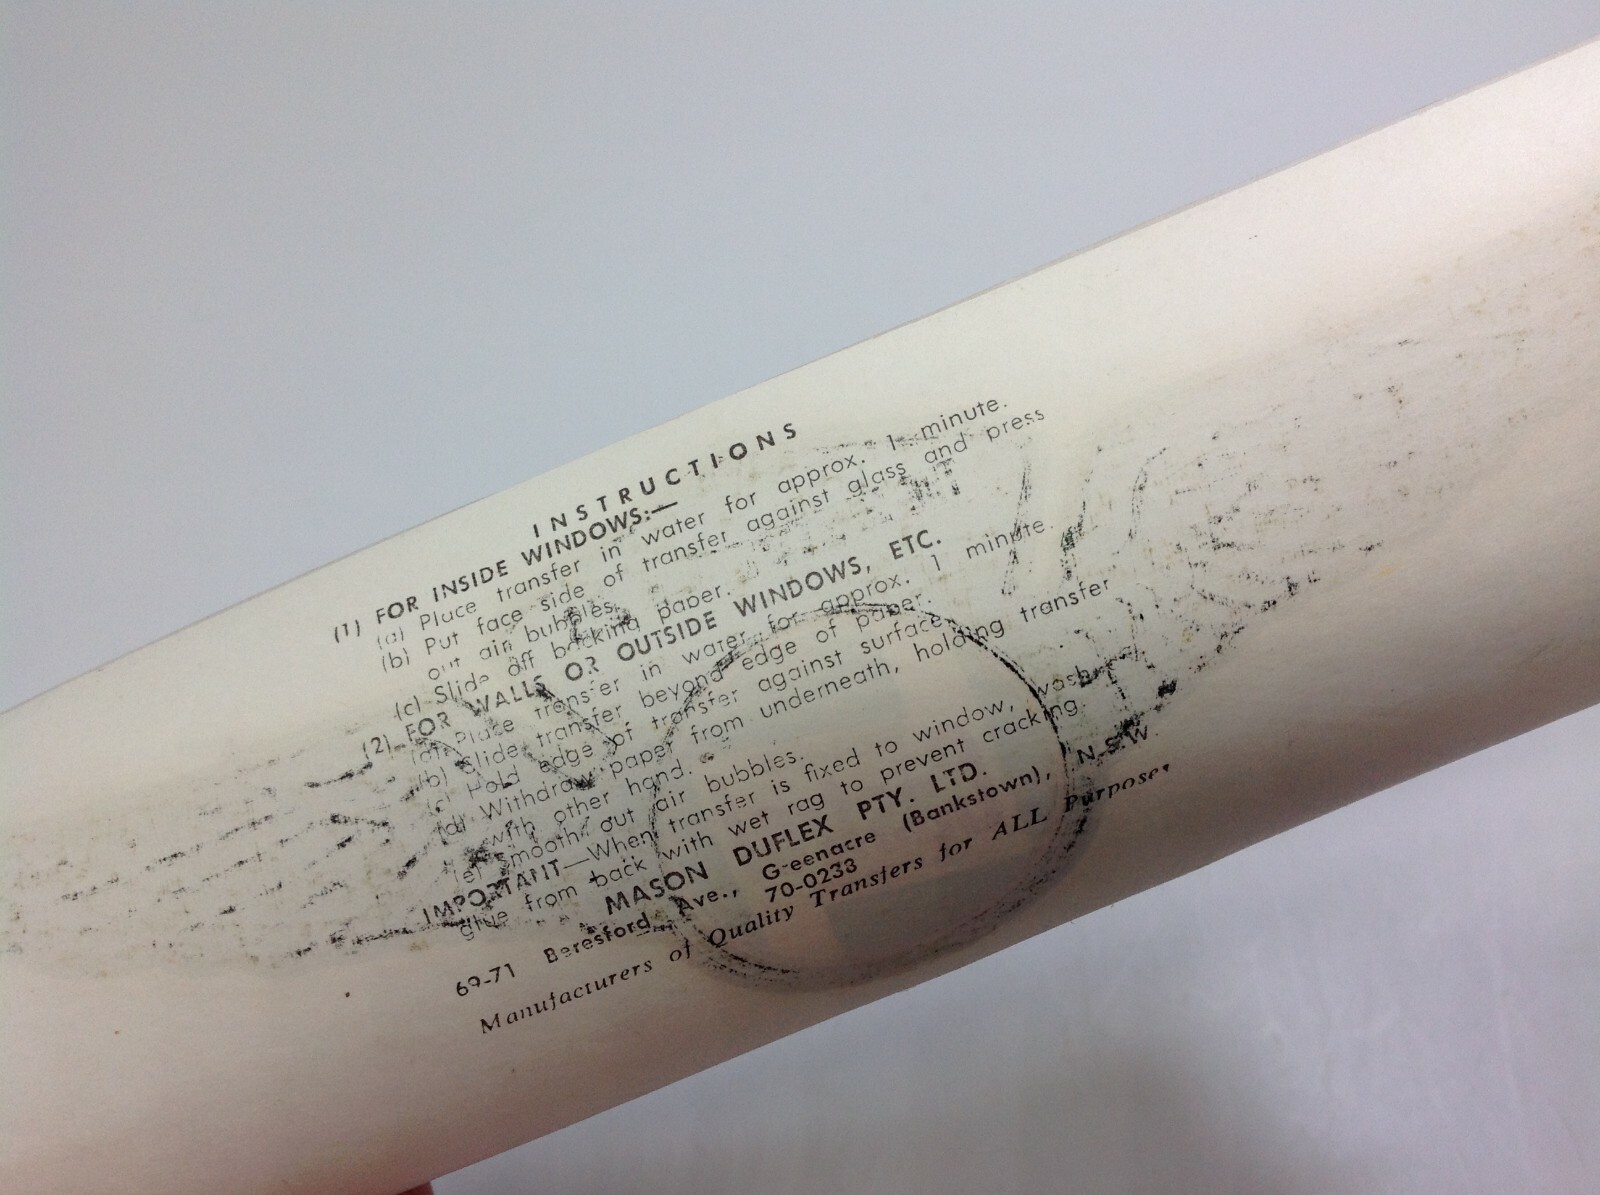 INSTRUCTIONS
(1) FOR INSIDE WINDOWS:—
(a) Place transfer in water for approx. 1 minute.
(b) Put face side of transfer against glass and press
out air bubbles.
(c) Slide off backing paper.
(2) FOR WALLS OR OUTSIDE WINDOWS, ETC.
(a) Place transfer in water for approx. 1 minute.
(b) Slide transfer beyond edge of paper.
(c) Hold edge of transfer against surface.
(d) Withdraw paper from underneath, holding transfer
with other hand.
(e) Smooth out air bubbles.
IMPORTANT—When transfer is fixed to window, wash
glue from back with wet rag to prevent cracking
MASON DUFLEX PTY. LTD.
69-71 Beresford Ave., Greenacre (Bankstown), N.S.W.
70-0233
Manufacturers of Quality Transfers for ALL Purposes